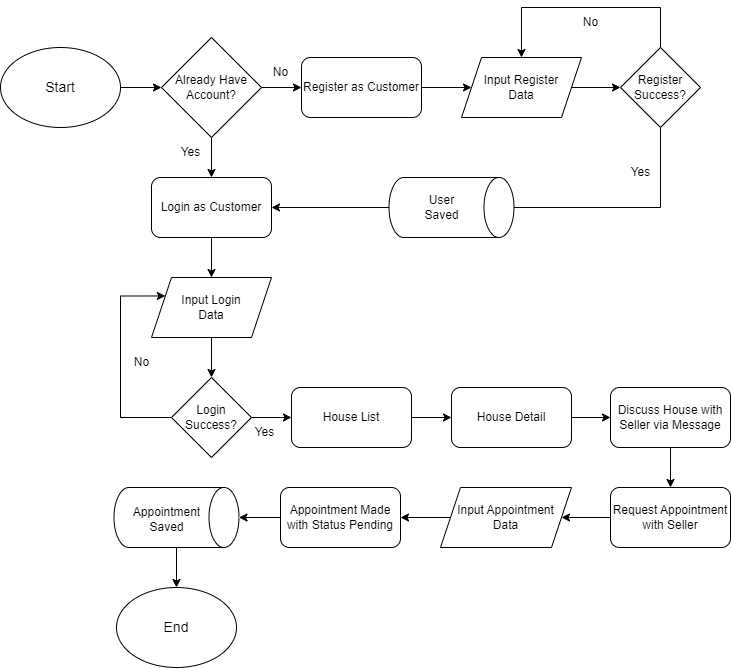 No
Start
Already Have
Account?
No
Register as Customer
Input Register
Data
Register
Success?
Yes
Yes
Login as Customer
User
Saved
Input Login
Data
No
Login
Success?
Yes
House List
House Detail
Discuss House with
Seller via Message
Appointment
Saved
Appointment Made
with Status Pending
Input Appointment
Data
Request Appointment
with Seller
End